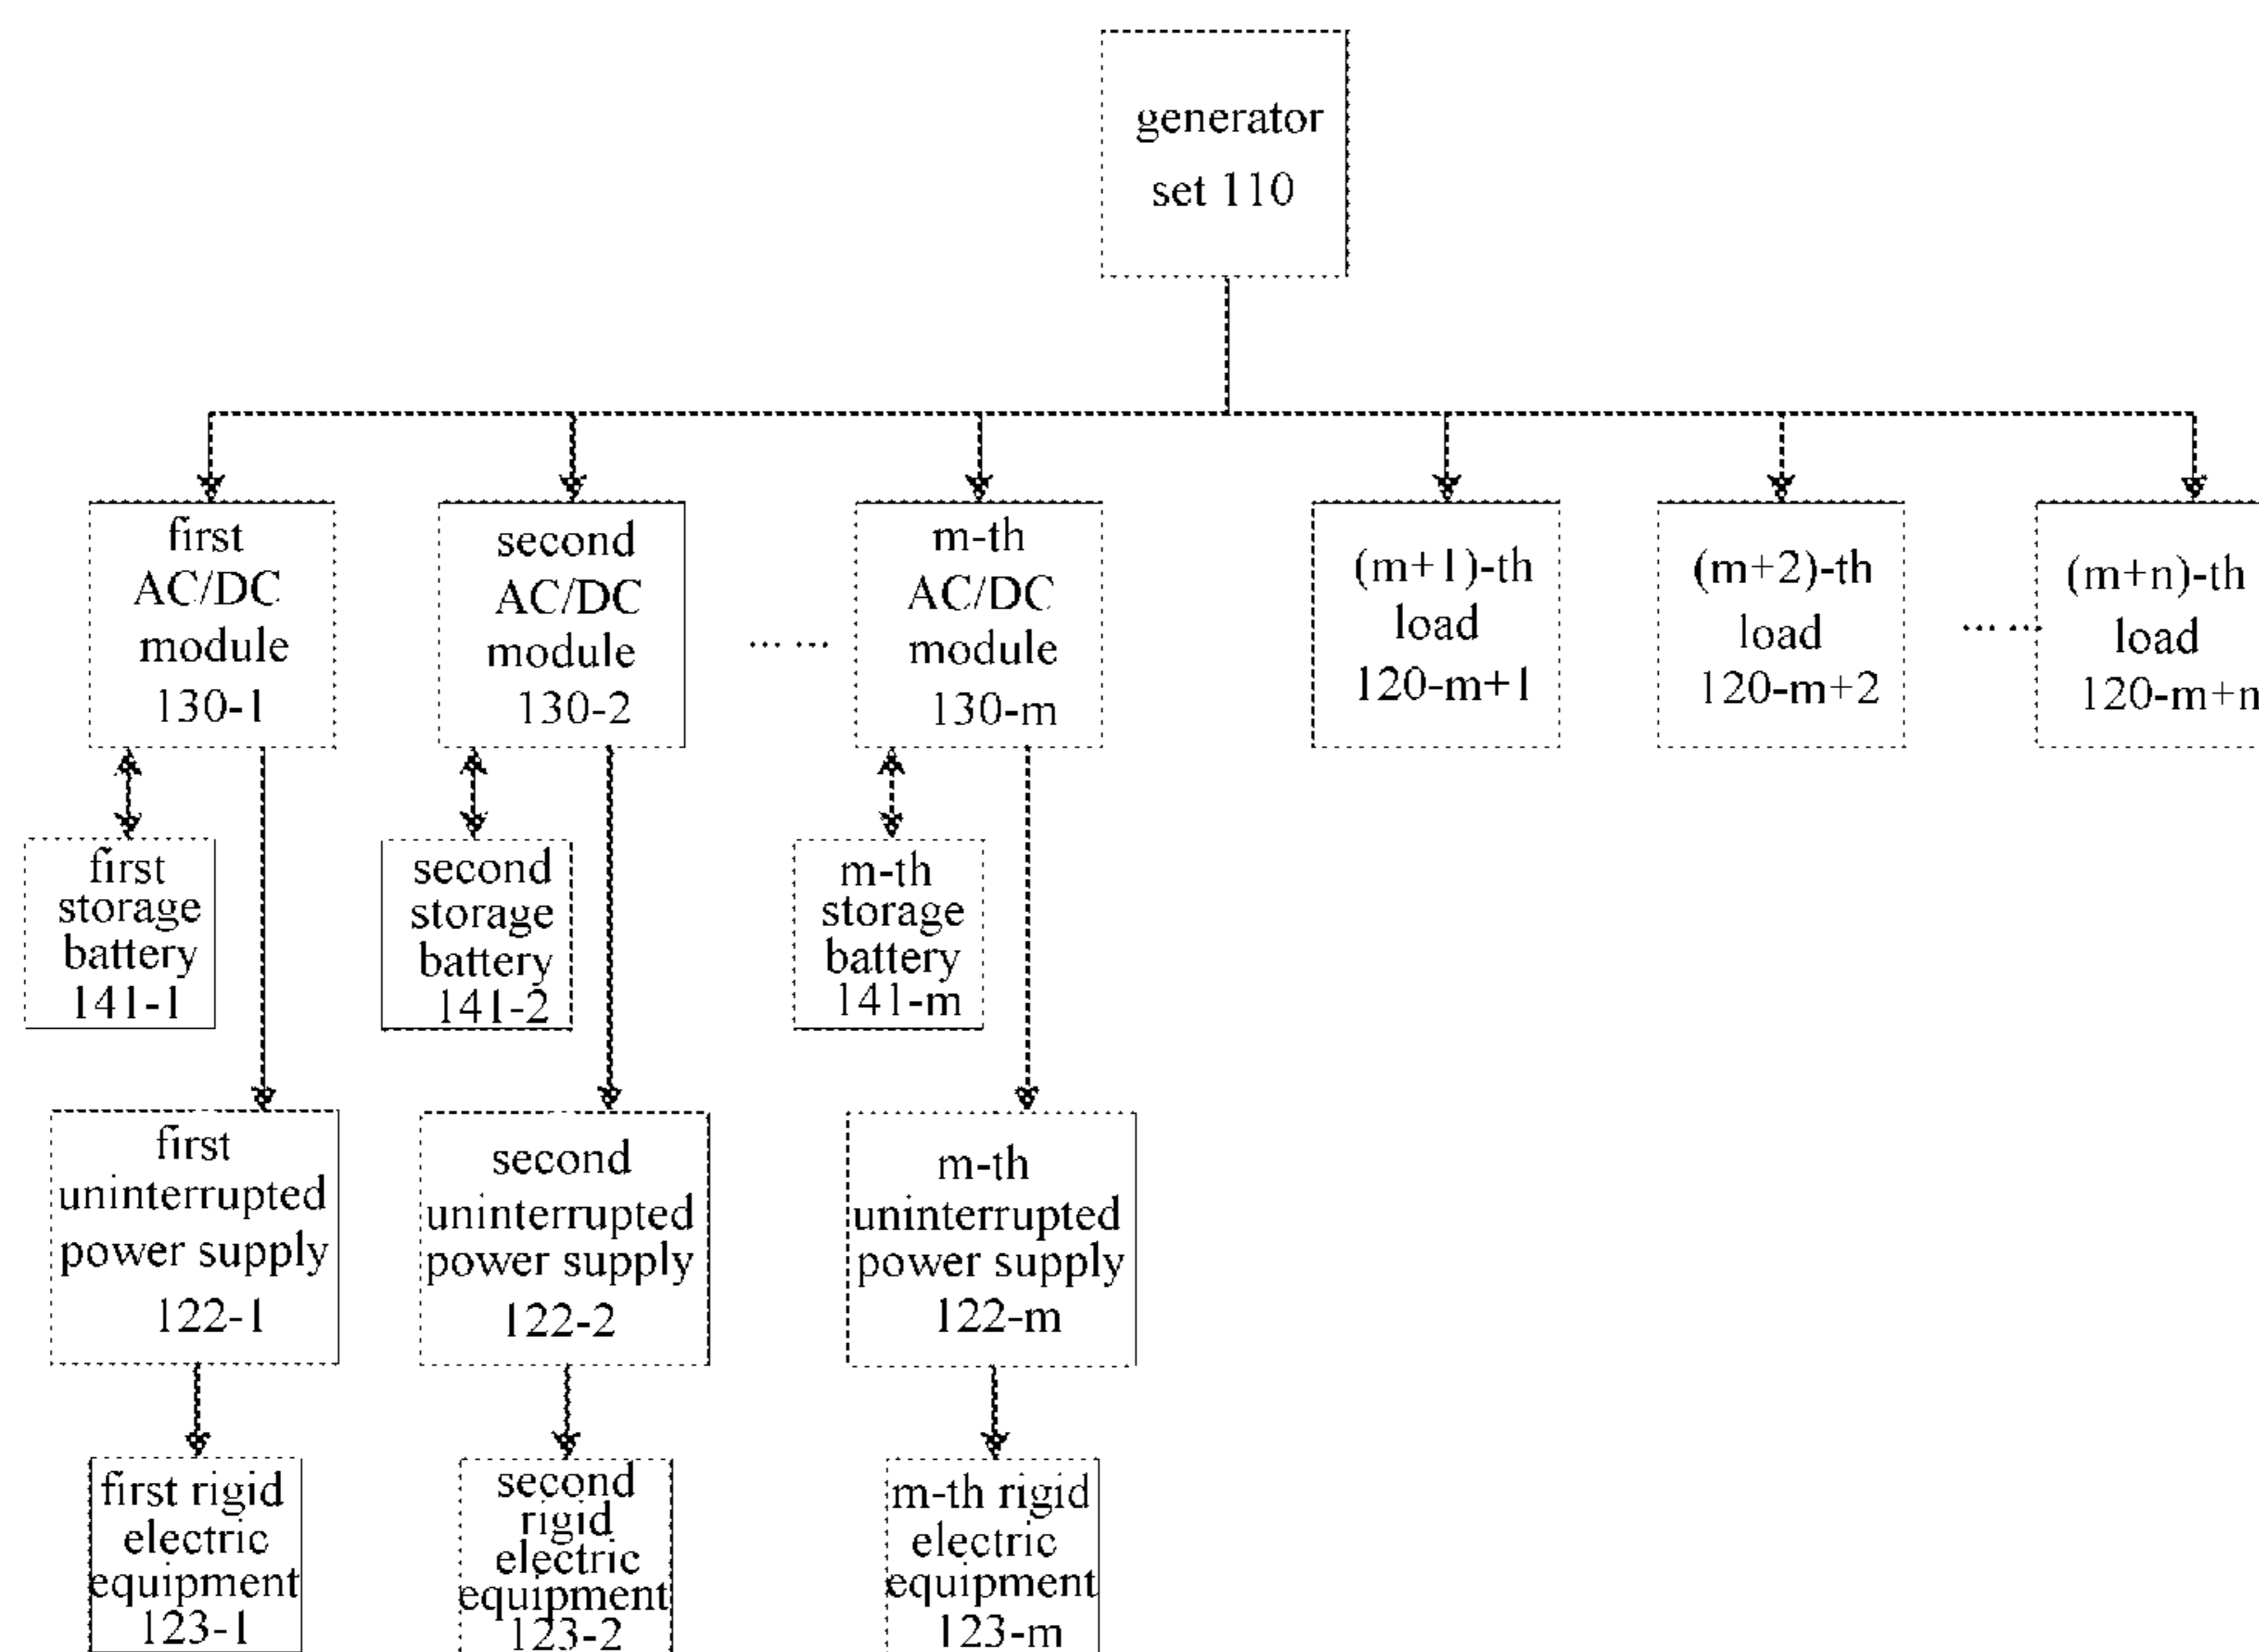 generator
set 110
first
AC/DC
module
130-1
second
AC/DC
module
130-2
... ...
m-th
AC/DC
module
130-m
(m+1)-th
load
120-m+1
(m+2)-th
load
120-m+2
... ...
(m+n)-th
load
120-m+n
first
storage
battery
141-1
second
storage
battery
141-2
m-th
storage
battery
141-m
first
uninterrupted
power supply
122-1
second
uninterrupted
power supply
122-2
m-th
uninterrupted
power supply
122-m
first rigid
electric
equipment
123-1
second
rigid
electric
equipment
123-2
m-th rigid
electric
equipment
123-m